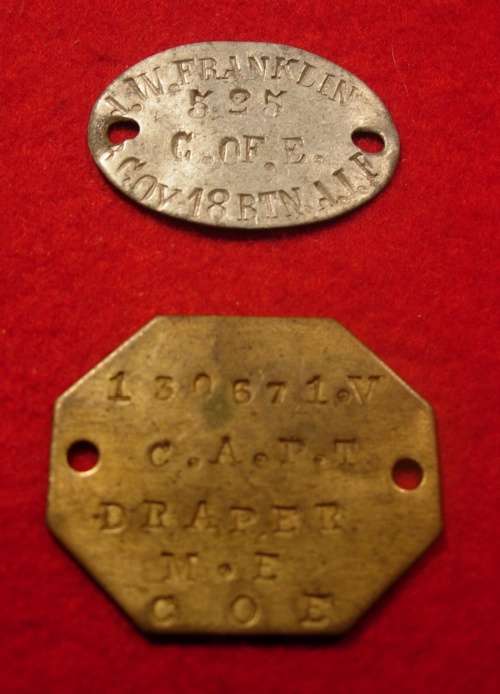 J.W.FRANKLIN
525
C.OF.E.
COY.18 BTN.A.I.F
130671.V
C.A.P.T
DRAPER
M.E
COE